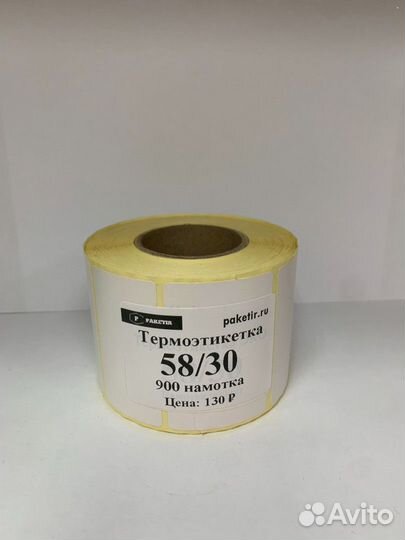 P PAKETIR
paketir.ru
Термоэтикетка
58/30
900 намотка
Цена: 130 ₽
Avito